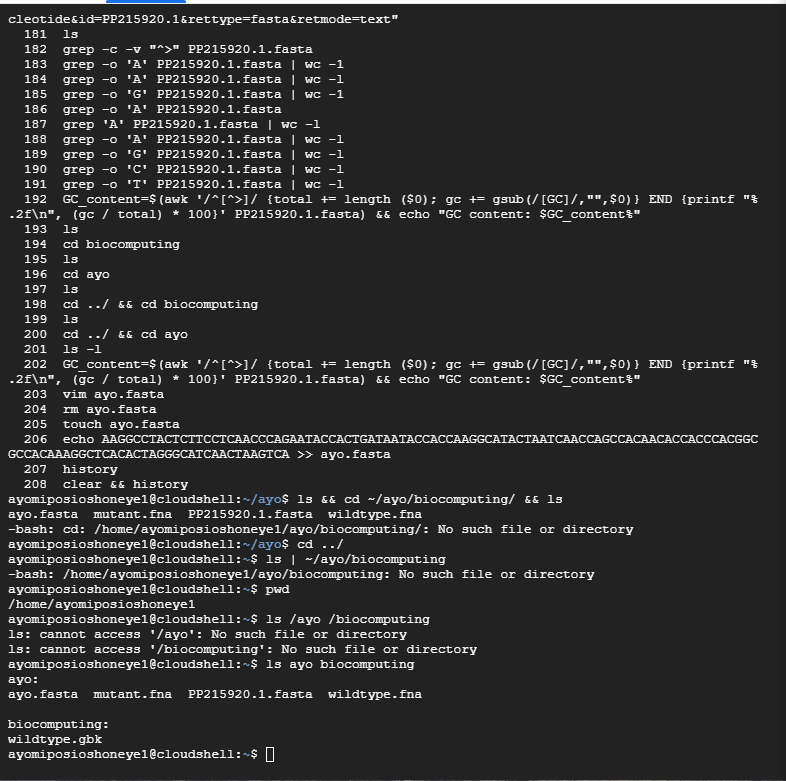 cleotide&id=PP215920.1&rettype=fasta&retmode=text"
181 ls
182 grep -c -v "^>" PP215920.1.fasta
183 grep -o 'A' PP215920.1.fasta | wc -1
184 grep -o 'A' PP215920.1.fasta | wc -l
185 grep -o 'G' PP215920.1.fasta | wc -1
186 grep -o 'A' PP215920.1.fasta
187 grep 'A' PP215920.1.fasta | wc -l
188 grep -o 'A' PP215920.1.fasta | wc -l
189 grep -o 'G' PP215920.1.fasta | wc -l
190 grep -o 'C' PP215920.1.fasta | wc -l
191 grep -o 'T' PP215920.1.fasta | wc -l
192 GC_content=$(awk '/^[^>]/ {total += length ($0); gc += gsub(/[GC]/,"",$0)} END {printf "%
.2f\n", (gc / total) * 100}' PP215920.1.fasta) && echo "GC content: $GC_content%"
193 ls
194 cd biocomputing
195 ls
196 cd ayo
197 ls
198 cd ../ && cd biocomputing
199 ls
200 cd ../ && cd ayo
201 ls -l
202 GC_content=$(awk '/^[^>]/ {total += length ($0); gc += gsub(/[GC]/,"",$0)} END {printf "%
.2f\n", (gc / total) * 100}' PP215920.1.fasta) && echo "GC content: $GC_content%"
203 vim ayo.fasta
204 rm ayo.fasta
205 touch ayo.fasta
206 echo AAGGCCTACTCTTCCTCAACCCAGAATACCACTGATAATACCACCAAGGCATACTAATCAACCAGCCACAACACCACCCACGGC
GCCACAAAGGCTCACACTAGGGCATCAACTAAGTCA >> ayo.fasta
207 history
208 clear && history
ayomiposioshoneye1@cloudshell:~/ayo$ ls && cd ~/ayo/biocomputing/ && ls
ayo.fasta mutant.fna PP215920.1.fasta wildtype.fna
-bash: cd: /home/ayomiposioshoneye1/ayo/biocomputing/: No such file or directory
ayomiposioshoneye1@cloudshell:~/ayo$ cd ../
ayomiposioshoneye1@cloudshell:~$ ls | ~/ayo/biocomputing
-bash: /home/ayomiposioshoneye1/ayo/biocomputing: No such file or directory
ayomiposioshoneye1@cloudshell:~$ pwd
/home/ayomiposioshoneye1
ayomiposioshoneye1@cloudshell:~$ ls /ayo /biocomputing
ls: cannot access '/ayo': No such file or directory
ls: cannot access '/biocomputing': No such file or directory
ayomiposioshoneye1@cloudshell:~$ ls ayo biocomputing
ayo:
ayo.fasta mutant.fna PP215920.1.fasta wildtype.fna
biocomputing:
wildtype.gbk
ayomiposioshoneye1@cloudshell:~$